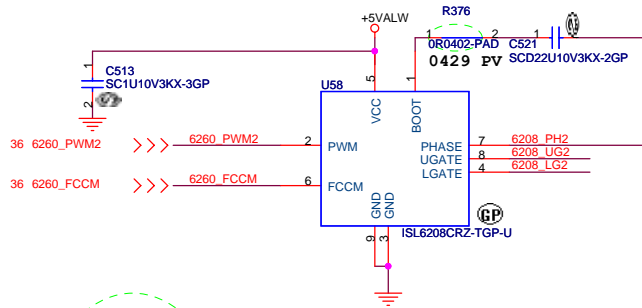 R376
+5VALW
1
2
0R0402-PAD
C521
0429 PV
SCD22U10V3KX-2GP
1
C513
SC1U10V3KX-3GP
2
U58
5
1
VCC
BOOT
36 6260_PWM2
6260_PWM2
2
PWM
PHASE
7
6208_PH2
UGATE
8
6208_UG2
LGATE
4
6208_LG2
36 6260_FCCM
6260_FCCM
6
FCCM
GND
GND
9
3
GP
ISL6208CRZ-TGP-U